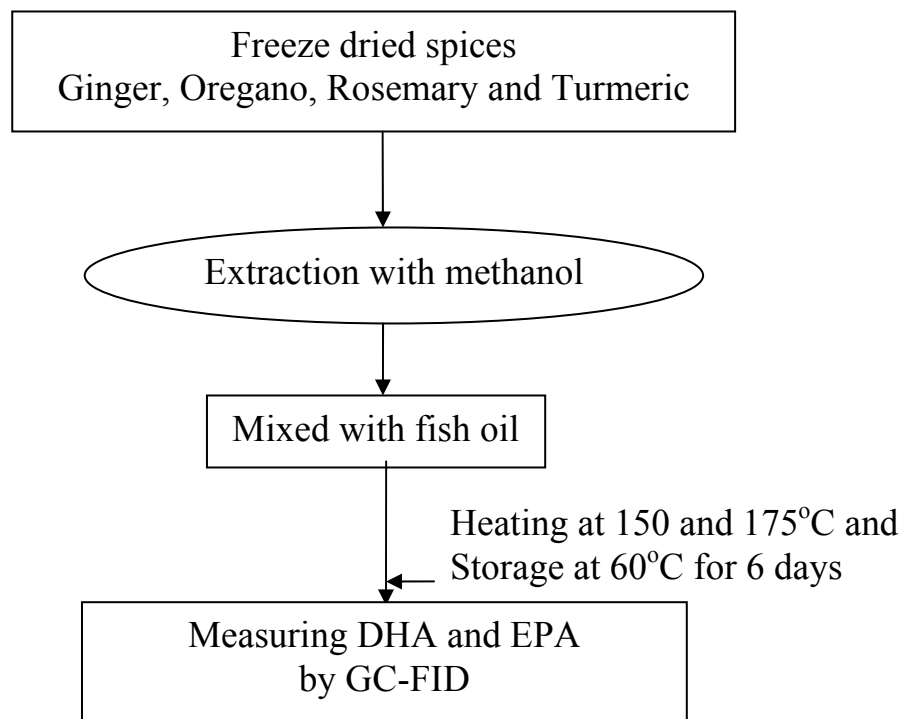 Freeze dried spices
Ginger, Oregano, Rosemary and Turmeric
Extraction with methanol
Mixed with fish oil
Heating at 150 and 175°C and
Storage at 60°C for 6 days
Measuring DHA and EPA
by GC-FID